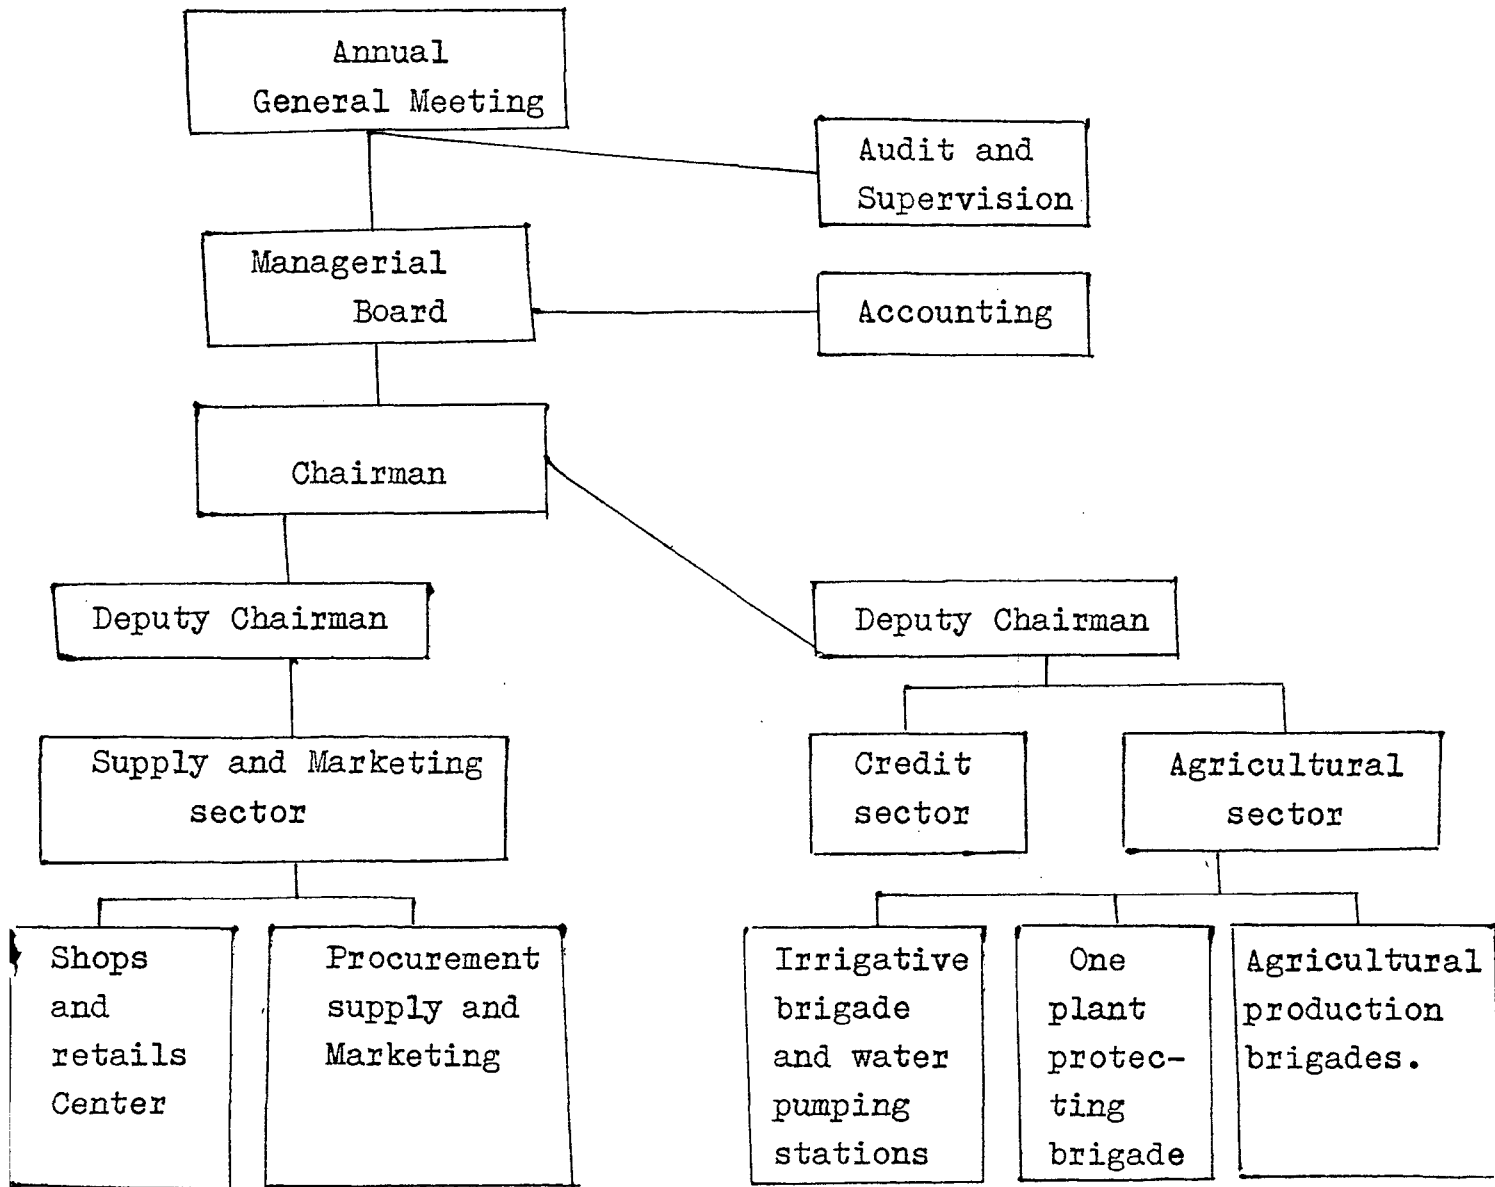 Annual
General Meeting
Audit and
Supervision
Managerial
Board
Accounting
Chairman
Deputy Chairman
Deputy Chairman
Supply and Marketing
sector
Credit
sector
Agricultural
sector
Shops
and
retails
Center
Procurement
supply and
Marketing
Irrigative
brigade
and water
pumping
stations
One
plant
protec-
ting
brigade
Agricultural
production
brigades.